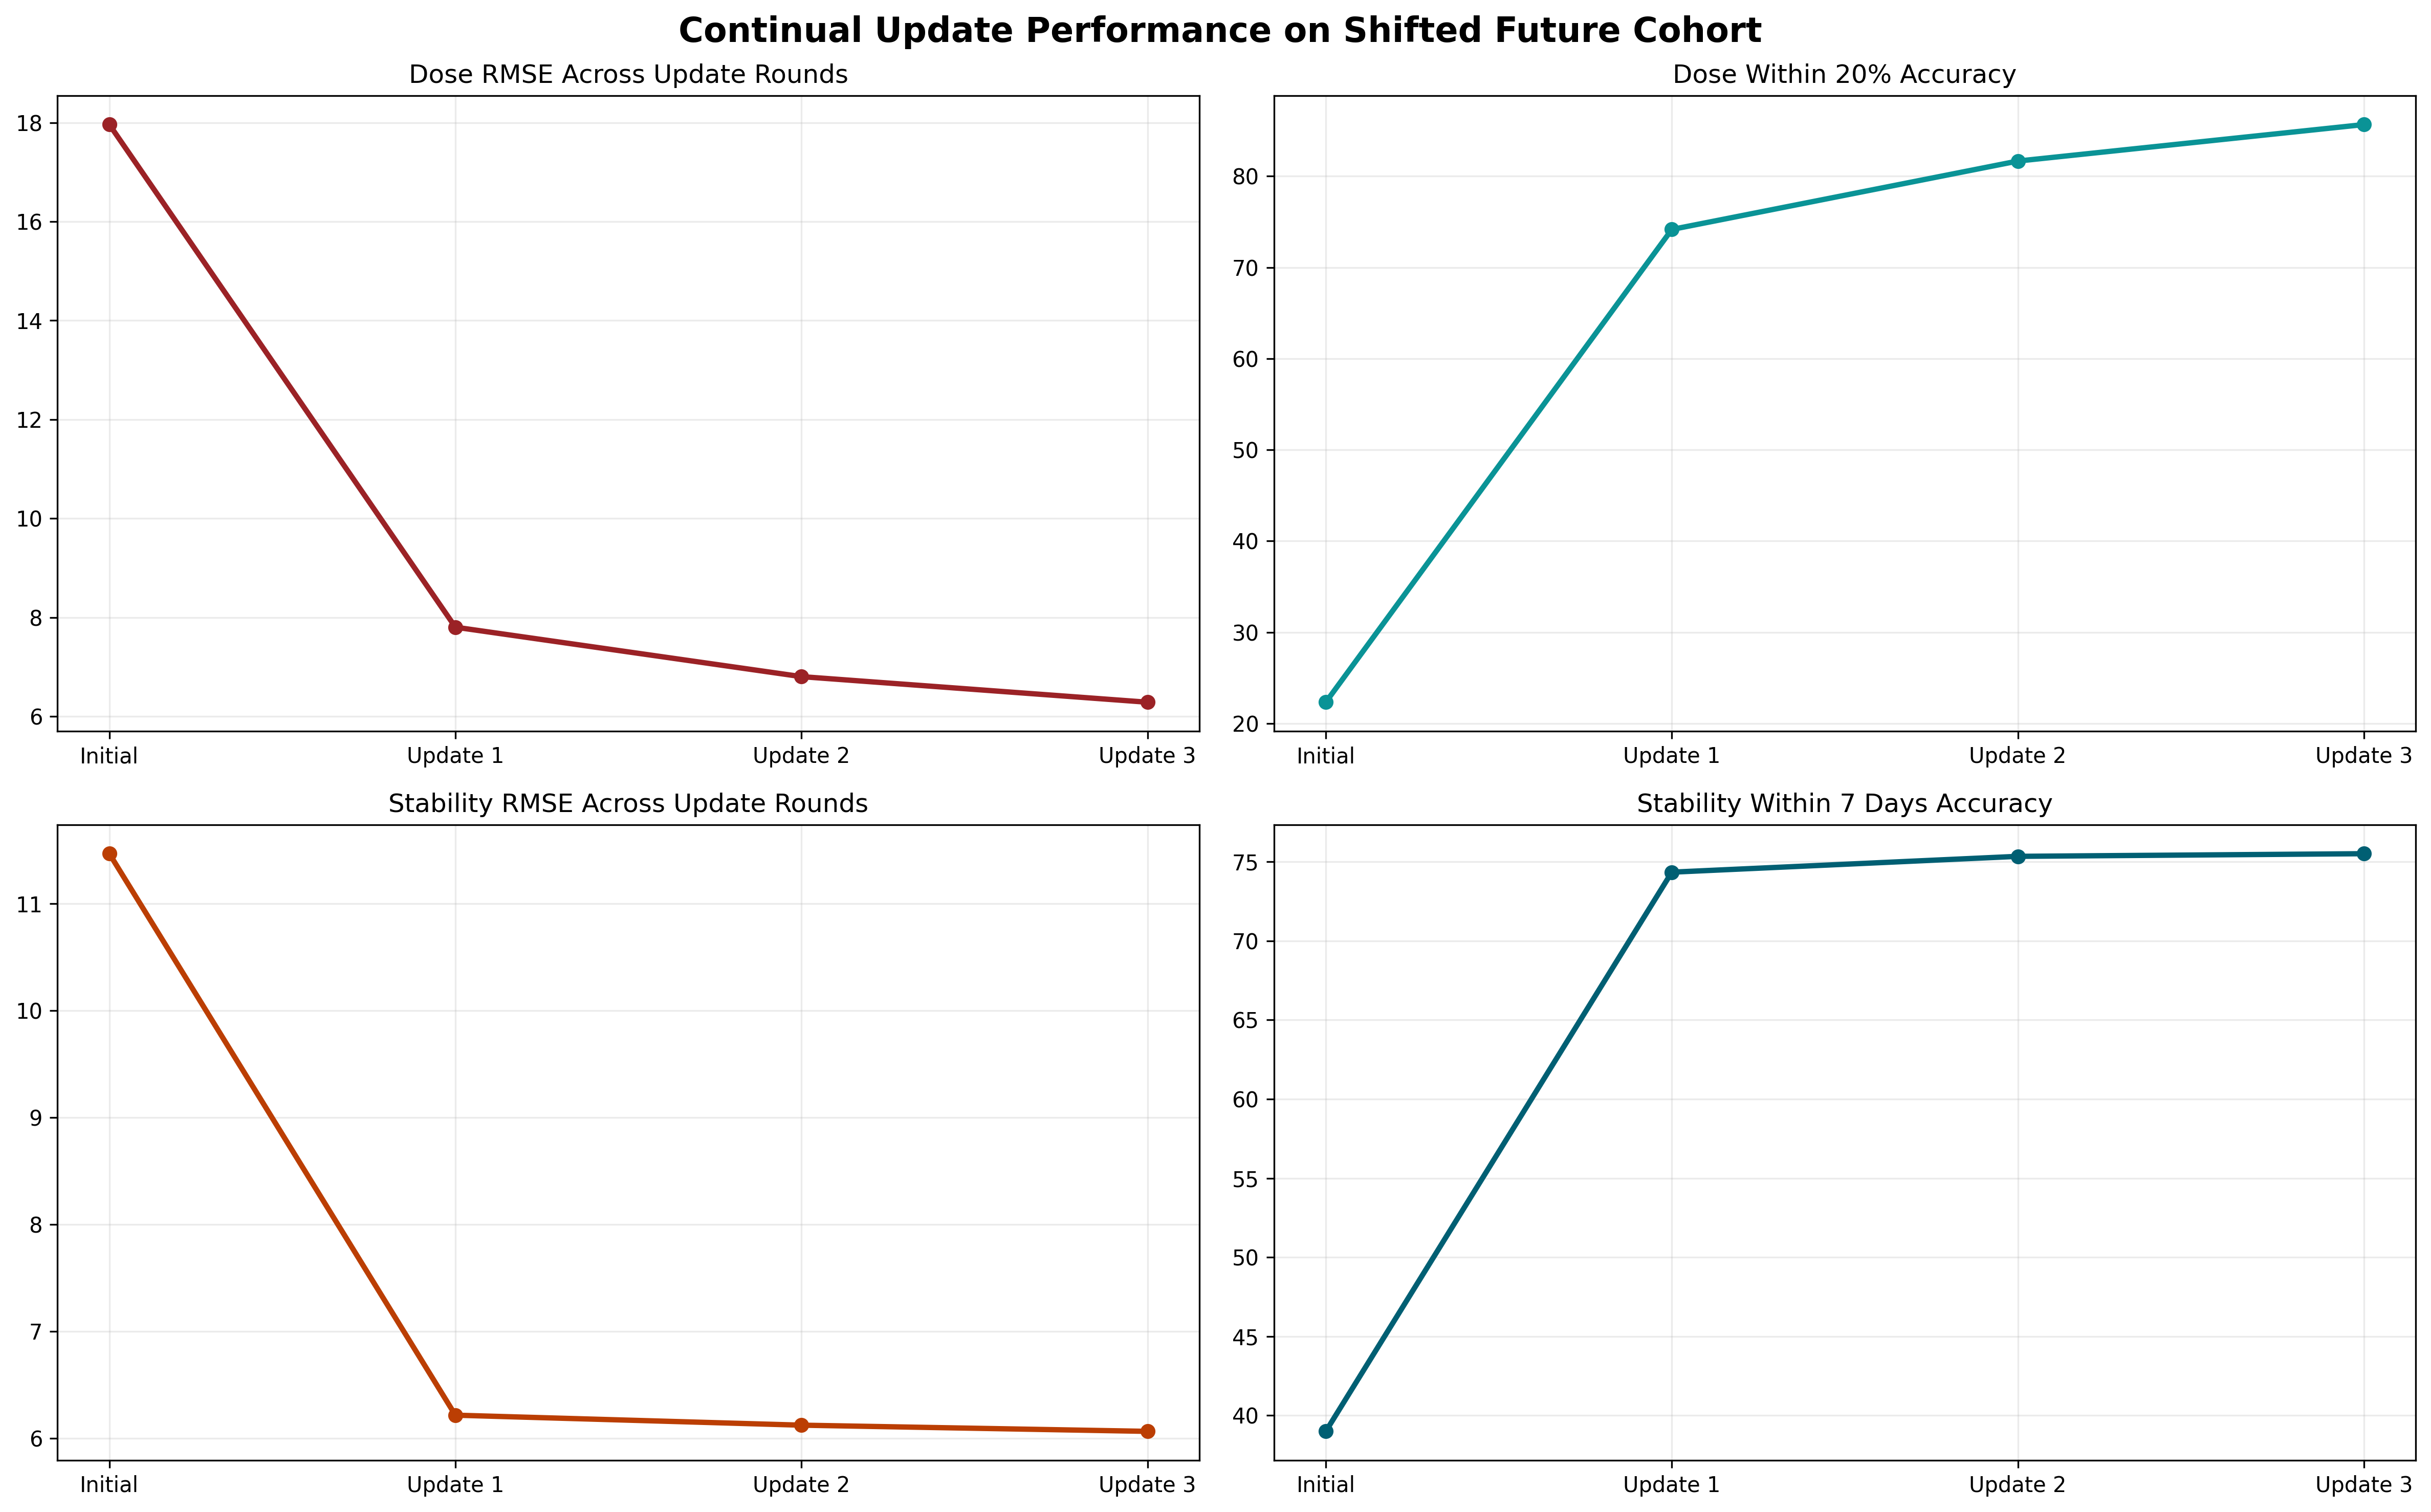 Continual Update Performance on Shifted Future Cohort
Dose RMSE Across Update Rounds
18
16
14
12
10
8
6
Initial
Update 1
Update 2
Update 3
Dose Within 20% Accuracy
80
70
60
50
40
30
20
Initial
Update 1
Update 2
Update 3
Stability RMSE Across Update Rounds
11
10
9
8
7
6
Initial
Update 1
Update 2
Update 3
Stability Within 7 Days Accuracy
75
70
65
60
55
50
45
40
Initial
Update 1
Update 2
Update 3